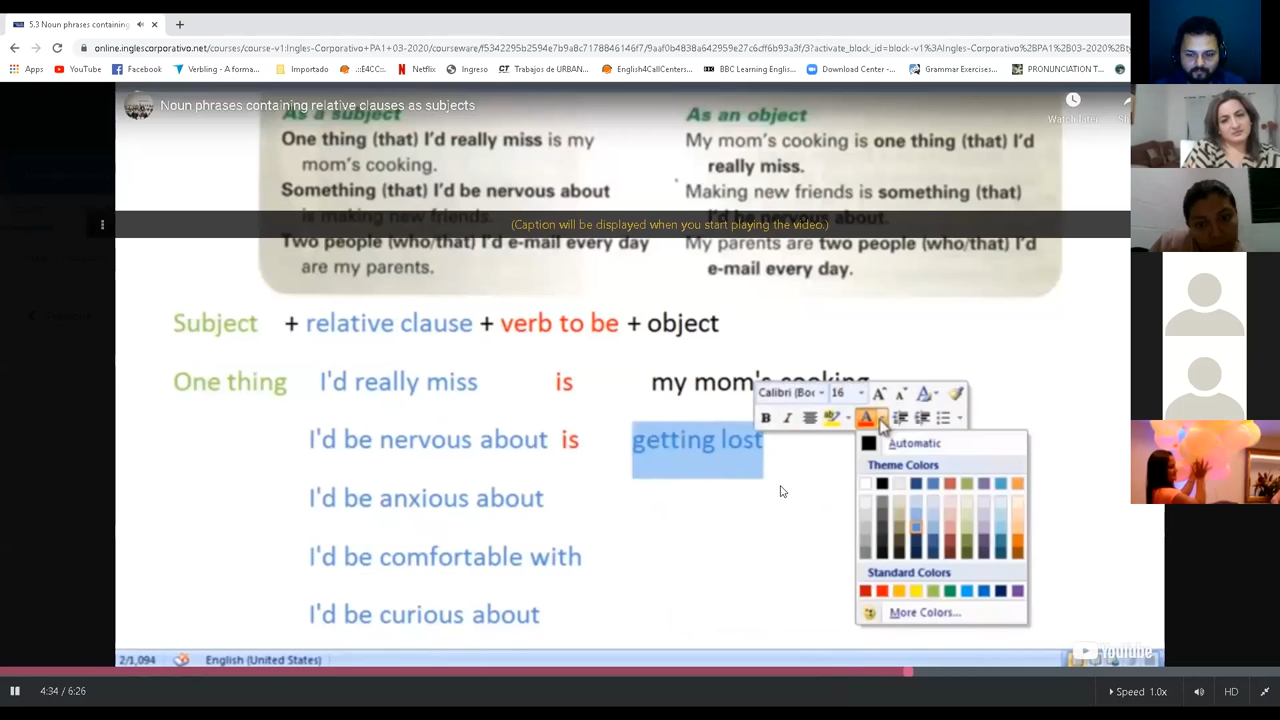 5.3 Noun phrases containing
online.inglescorporativo.net/courses/course-v1:Ingles-Corporativo+PA1+03-2020/courseware/f5342295b2594e7b9a8c7178846146f7/9aaf0b4838a642959e27c6cff6b93a3f/3?activate_block_id=block-v1%3AIngles-Corporativo%2BPA1%2B03-2020%2Bty
Apps YouTube Facebook Verbling - A forma... Importado .::E4CC::. Netflix Ingreso Trabajos de URBAN... English4CallCenters... BBC Learning Englis... Download Center -... Grammar Exercises... PRONUNCIATION T...
Noun phrases containing relative clauses as subjects
Watch later
As a subject
As an object
One thing (that) I'd really miss is my
mom's cooking.
My mom's cooking is one thing (that) I'd
really miss.
Something (that) I'd be nervous about
is making new friends.
Making new friends is something (that)
I'd be nervous about.
(Caption will be displayed when you start playing the video.)
Two people (who/that) I'd e-mail every day
are my parents.
My parents are two people (who/that) I'd
e-mail every day.
Subject + relative clause + verb to be + object
One thing I'd really miss is my mom's cooking
Calibri (Boc 16
I'd be nervous about is getting lost
Automatic
Theme Colors
I'd be anxious about
I'd be comfortable with
Standard Colors
I'd be curious about
More Colors...
YouTube
2/1,094 English (United States)
4:34 / 6:26
Speed 1.0x HD